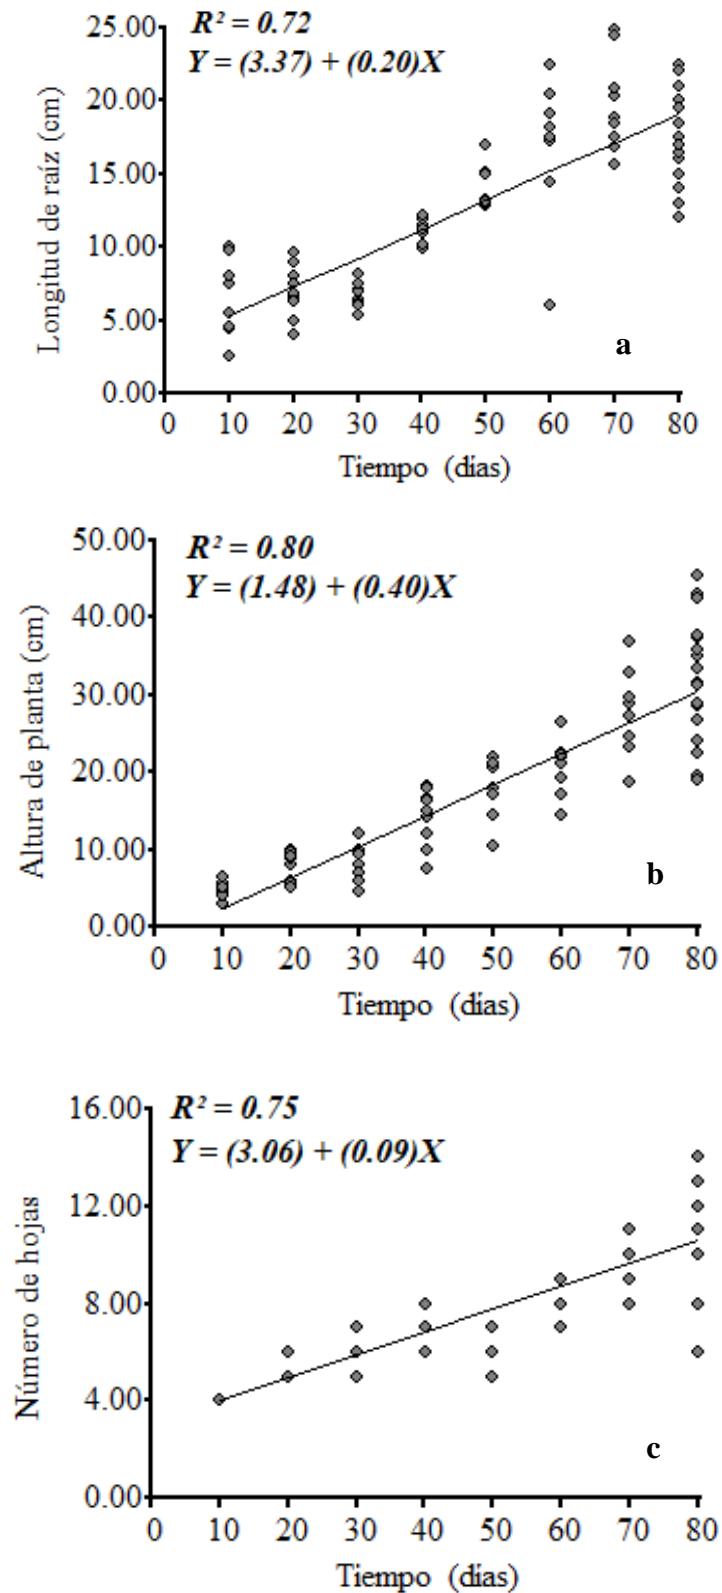 R² = 0.72
Y = (3.37) + (0.20)X
25.00
20.00
15.00
10.00
5.00
0.00
Longitud de raíz (cm)
a
0 10 20 30 40 50 60 70 80
Tiempo (días)
R² = 0.80
Y = (1.48) + (0.40)X
50.00
40.00
30.00
20.00
10.00
0.00
Altura de planta (cm)
b
0 10 20 30 40 50 60 70 80
Tiempo (días)
R² = 0.75
Y = (3.06) + (0.09)X
16.00
12.00
8.00
4.00
0.00
Número de hojas
c
0 10 20 30 40 50 60 70 80
Tiempo (días)